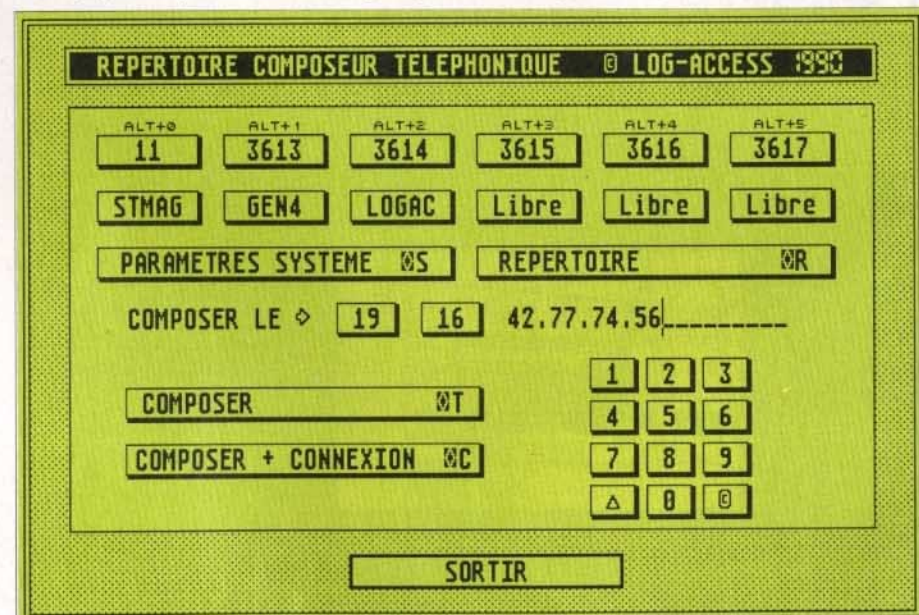 REPERTOIRE COMPOSEUR TELEPHONIQUE © LOG-ACCESS 1990
ALT+0 ALT+1 ALT+2 ALT+3 ALT+4 ALT+5
11 3613 3614 3615 3616 3617
STMAG GEN4 LOGAC Libre Libre Libre
PARAMETRES SYSTEME ◊S REPERTOIRE ◊R
COMPOSER LE ⇨ 19 16 42.77.74.56|_________
1 2 3
COMPOSER ◊T
4 5 6
COMPOSER + CONNEXION ◊C
7 8 9
△ 0 ©
SORTIR